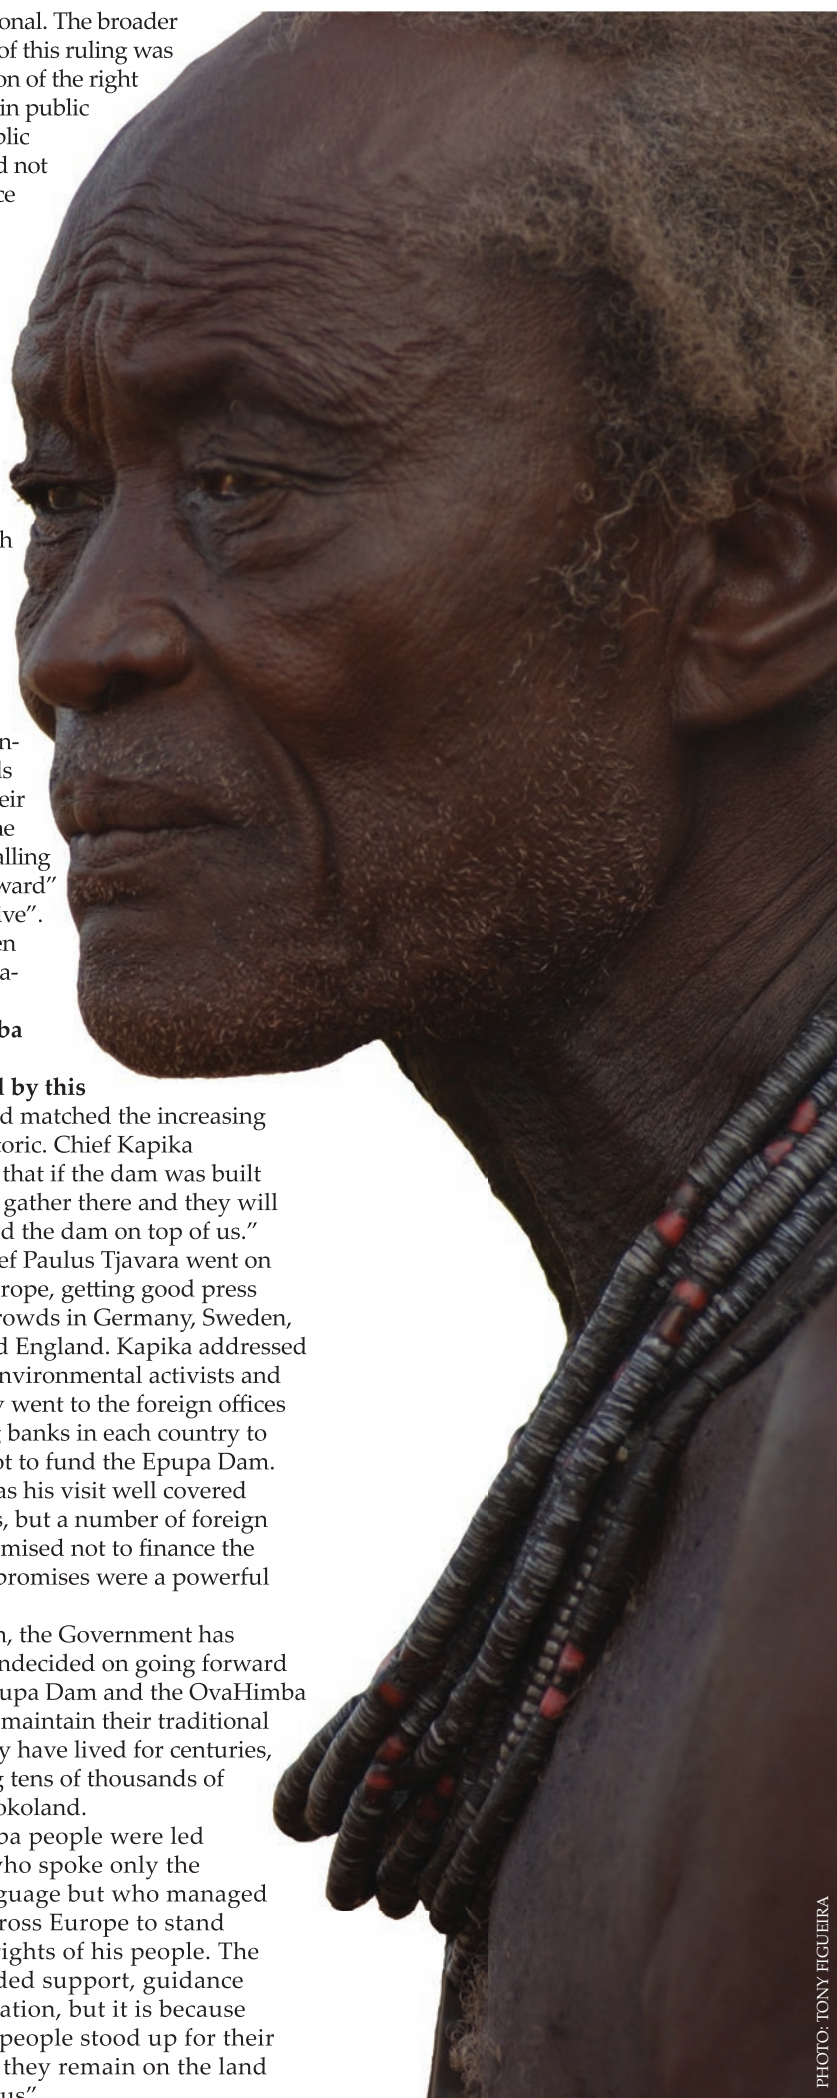 onal. The broader
of this ruling was
on of the right
in public
blic
d not
ce
h
n-
ls
eir
ne
alling
ward”
ive”.
en
a-
ba
l by this
d matched the increasing
toric. Chief Kapika
that if the dam was built
gather there and they will
d the dam on top of us.”
ef Paulus Tjavara went on
rope, getting good press
rowds in Germany, Sweden,
d England. Kapika addressed
nvironmental activists and
y went to the foreign offices
g banks in each country to
ot to fund the Epupa Dam.
as his visit well covered
s, but a number of foreign
mised not to finance the
promises were a powerful
n, the Government has
ndecided on going forward
upa Dam and the OvaHimba
maintain their traditional
y have lived for centuries,
g tens of thousands of
okoland.
ba people were led
who spoke only the
guage but who managed
ross Europe to stand
rights of his people. The
ded support, guidance
ation, but it is because
people stood up for their
they remain on the land
us”
PHOTO: TONY FIGUEIRA